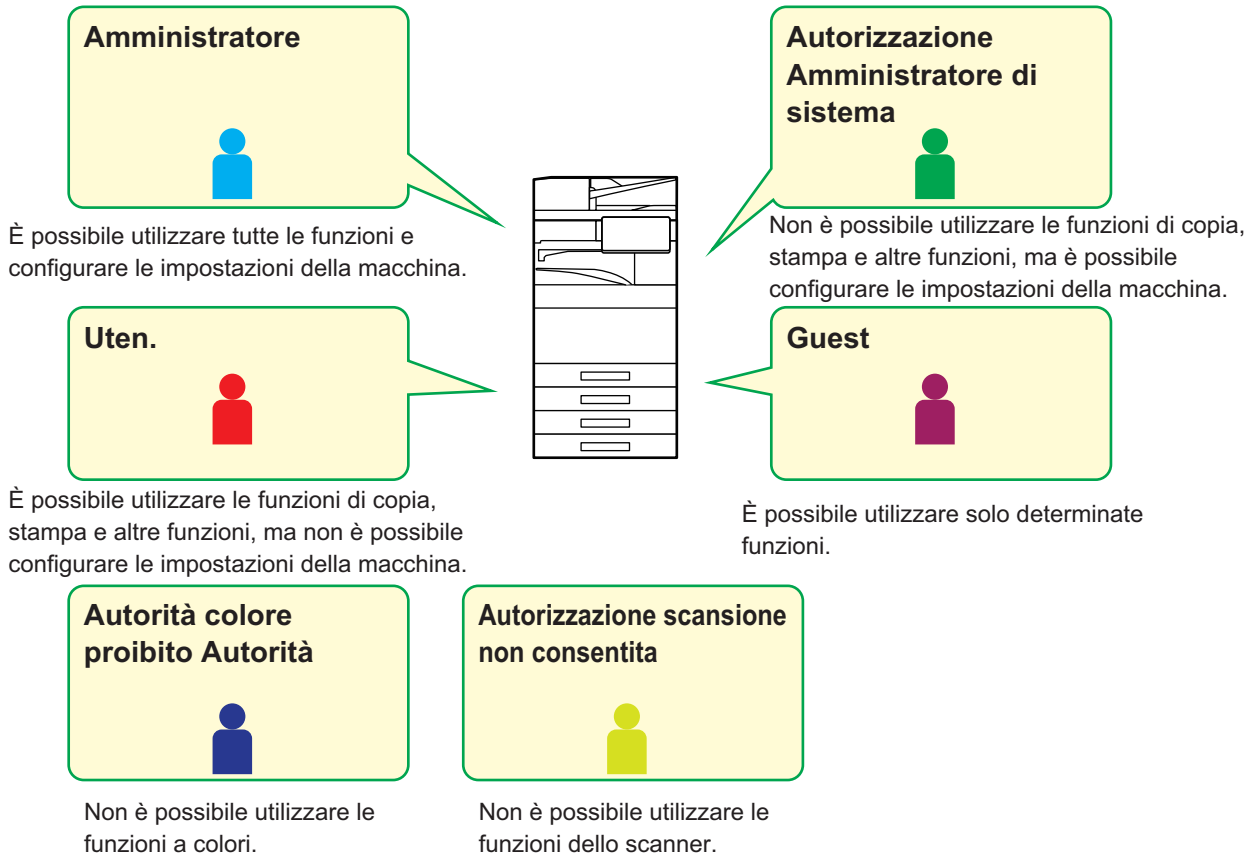 Amministratore
È possibile utilizzare tutte le funzioni e
configurare le impostazioni della macchina.
Autorizzazione
Amministratore di
sistema
Non è possibile utilizzare le funzioni di copia,
stampa e altre funzioni, ma è possibile
configurare le impostazioni della macchina.
Uten.
È possibile utilizzare le funzioni di copia,
stampa e altre funzioni, ma non è possibile
configurare le impostazioni della macchina.
Guest
È possibile utilizzare solo determinate
funzioni.
Autorità colore
proibito Autorità
Non è possibile utilizzare le
funzioni a colori.
Autorizzazione scansione
non consentita
Non è possibile utilizzare le
funzioni dello scanner.